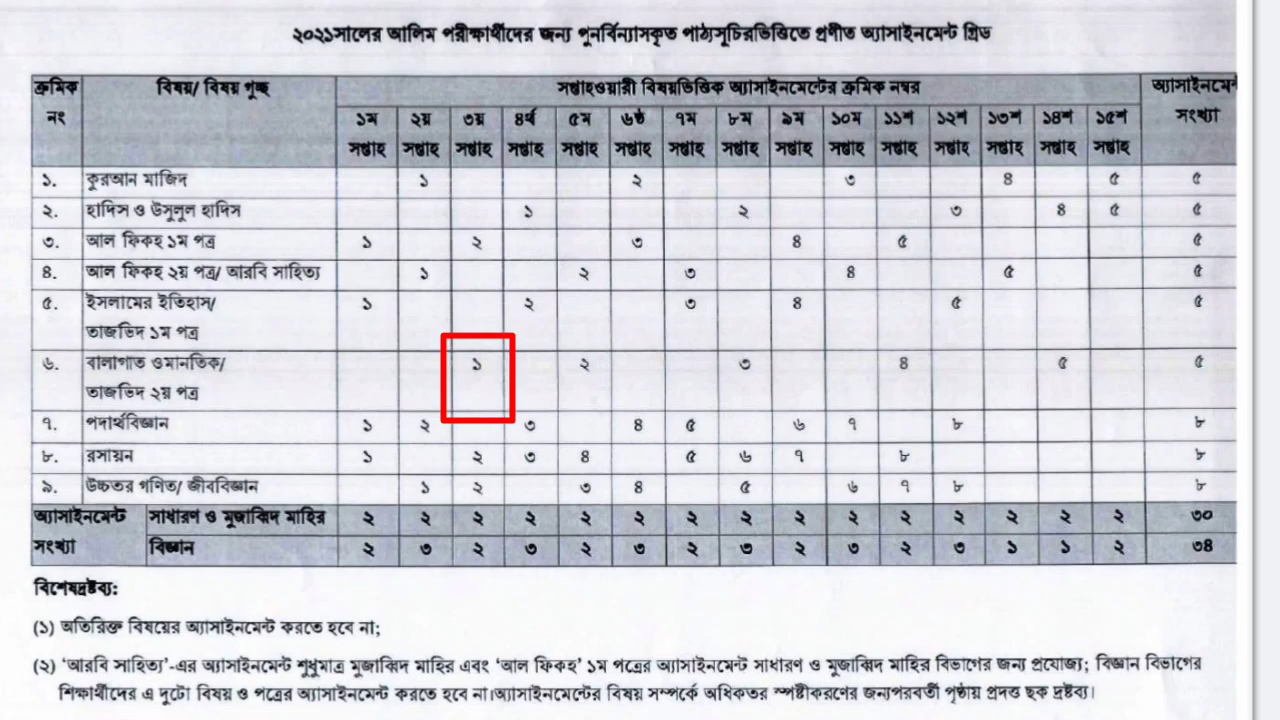 ২০২১সালের আলিম পরীক্ষার্থীদের জন্য পুনর্বিন্যাসকৃত পাঠ্যসূচিরভিত্তিতে প্রণীত অ্যাসাইনমেন্ট গ্রিড
ক্রমিক নং বিষয়/ বিষয় গুচ্ছ সপ্তাহওয়ারী বিষয়ভিত্তিক অ্যাসাইনমেন্টের ক্রমিক নম্বর অ্যাসাইনমেন্ট সংখ্যা
১ম সপ্তাহ ২য় সপ্তাহ ৩য় সপ্তাহ ৪র্থ সপ্তাহ ৫ম সপ্তাহ ৬ষ্ঠ সপ্তাহ ৭ম সপ্তাহ ৮ম সপ্তাহ ৯ম সপ্তাহ ১০ম সপ্তাহ ১১শ সপ্তাহ ১২শ সপ্তাহ ১৩শ সপ্তাহ ১৪শ সপ্তাহ ১৫শ সপ্তাহ
১. কুরআন মাজিদ ১ ২ ৩ ৪ ৫ ৫
২. হাদিস ও উসুলুল হাদিস ১ ২ ৩ ৪ ৫ ৫
৩. আল ফিকহ ১ম পত্র ১ ২ ৩ ৪ ৫ ৫
৪. আল ফিকহ ২য় পত্র/ আরবি সাহিত্য ১ ২ ৩ ৪ ৫ ৫
৫. ইসলামের ইতিহাস/ ১ ২ ৩ ৪ ৫ ৫
তাজভিদ ১ম পত্র
৬. বালাগাত ওমানতিক/ ১ ২ ৩ ৪ ৫ ৫
তাজভিদ ২য় পত্র
৭. পদার্থবিজ্ঞান ১ ২ ৩ ৪ ৫ ৬ ৭ ৮ ৮
৮. রসায়ন ১ ২ ৩ ৪ ৫ ৬ ৭ ৮ ৮
৯. উচ্চতর গণিত/ জীববিজ্ঞান ১ ২ ৩ ৪ ৫ ৬ ৭ ৮ ৮
অ্যাসাইনমেন্ট সাধারণ ও মুজাব্বিদ মাহির ২ ২ ২ ২ ২ ২ ২ ২ ২ ২ ২ ২ ২ ২ ২ ৩০
সংখ্যা বিজ্ঞান ২ ৩ ২ ৩ ২ ৩ ২ ৩ ২ ৩ ২ ৩ ১ ১ ২ ৩৪
বিশেষদ্রষ্টব্য:
(১) অতিরিক্ত বিষয়ের অ্যাসাইনমেন্ট করতে হবে না;
(২) ‘আরবি সাহিত্য’-এর অ্যাসাইনমেন্ট শুধুমাত্র মুজাব্বিদ মাহির এবং ‘আল ফিকহ’ ১ম পত্রের অ্যাসাইনমেন্ট সাধারণ ও মুজাব্বিদ মাহির বিভাগের জন্য প্রযোজ্য; বিজ্ঞান বিভাগের
শিক্ষার্থীদের এ দুটো বিষয় ও পত্রের অ্যাসাইনমেন্ট করতে হবে না।অ্যাসাইনমেন্টের বিষয় সম্পর্কে অধিকতর স্পষ্টীকরণের জন্যপরবর্তী পৃষ্ঠায় প্রদত্ত ছক দ্রষ্টব্য।